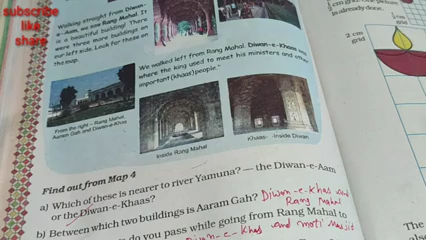 subscribe
like
share
Walking straight from Diwan-
e-Aam, we saw Rang Mahal. It
is a beautiful building! There
were three more buildings on
our left side. Look for these on
the map.
We walked left from Rang Mahal. Diwan-e-Khaas was
where the king used to meet his ministers and other
important (khaas) people."
is already done.
2 cm
grid
From the right – Rang Mahal,
Aaram Gah and Diwan-e-Khas
Inside Rang Mahal
Khaas- -Inside Diwan
Find out from Map 4
a) Which of these is nearer to river Yamuna? — the Diwan-e-Aam
or the Diwan-e-Khaas?
b) Between which two buildings is Aaram Gah? Diwan-e-khas and
Rang mahal
do you pass while going from Rang Mahal to
-e-Khas and moti masjid
The
also